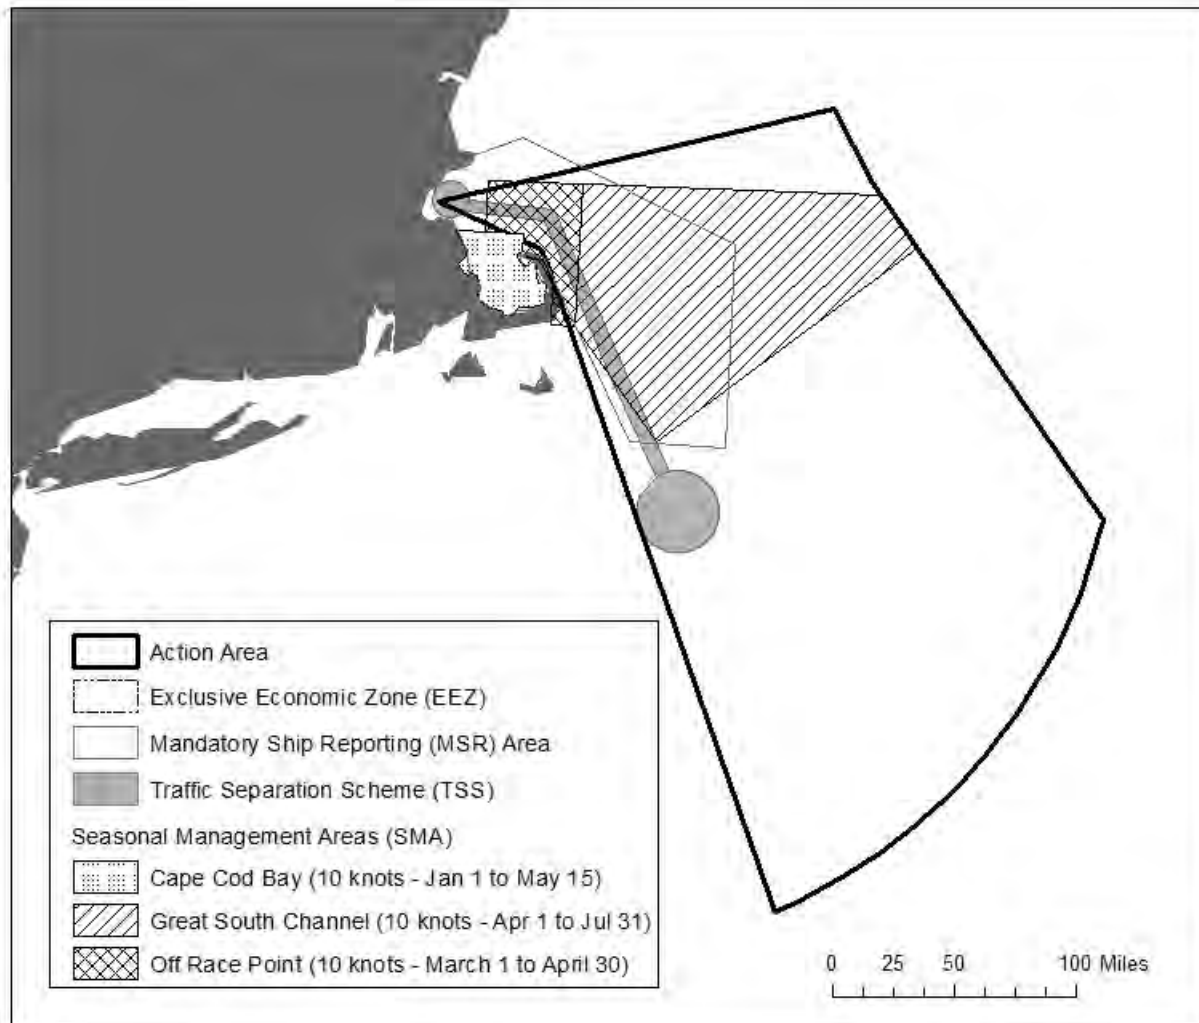 Action Area
Exclusive Economic Zone (EEZ)
Mandatory Ship Reporting (MSR) Area
Traffic Separation Scheme (TSS)
Seasonal Management Areas (SMA)
Cape Cod Bay (10 knots - Jan 1 to May 15)
Great South Channel (10 knots - Apr 1 to Jul 31)
Off Race Point (10 knots - March 1 to April 30)
0 25 50 100 Miles